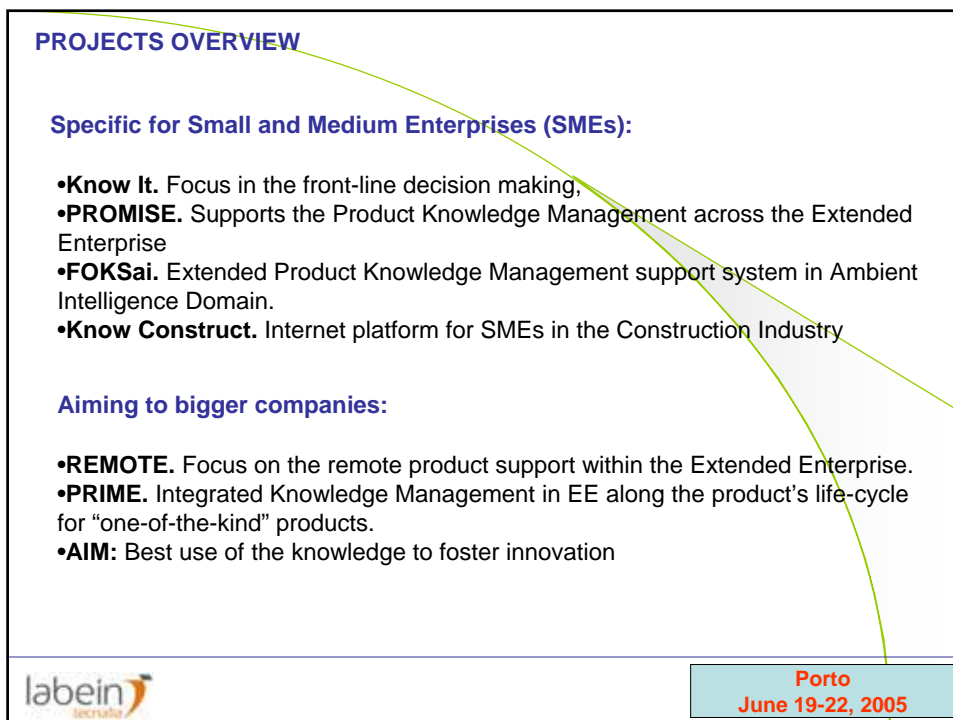 PROJECTS OVERVIEW
Specific for Small and Medium Enterprises (SMEs):
•Know It. Focus in the front-line decision making,
•PROMISE. Supports the Product Knowledge Management across the Extended
Enterprise
•FOKSai. Extended Product Knowledge Management support system in Ambient
Intelligence Domain.
•Know Construct. Internet platform for SMEs in the Construction Industry
Aiming to bigger companies:
•REMOTE. Focus on the remote product support within the Extended Enterprise.
•PRIME. Integrated Knowledge Management in EE along the product’s life-cycle
for “one-of-the-kind” products.
•AIM: Best use of the knowledge to foster innovation
labein
tecnalia
Porto
June 19-22, 2005